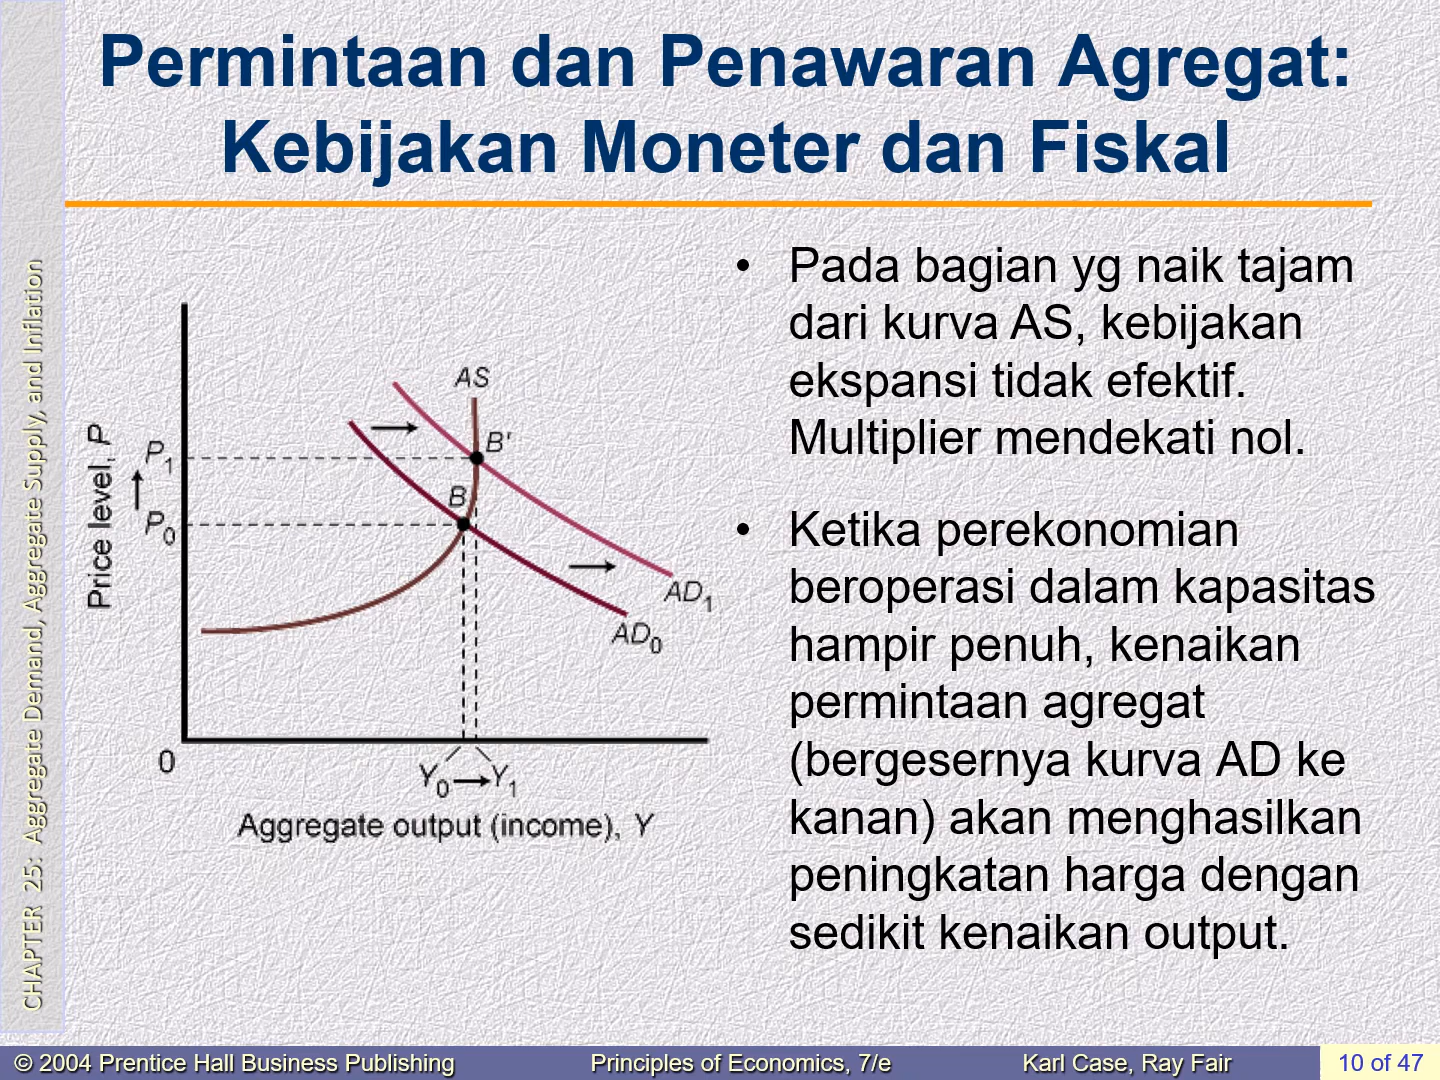 Permintaan dan Penawaran Agregat:
Kebijakan Moneter dan Fiskal
CHAPTER 25: Aggregate Demand, Aggregate Supply, and Inflation
Price level, P
P1
P0
AS
B'
B
AD1
AD0
0
Y0 Y1
Aggregate output (income), Y
• Pada bagian yg naik tajam
dari kurva AS, kebijakan
ekspansi tidak efektif.
Multiplier mendekati nol.
• Ketika perekonomian
beroperasi dalam kapasitas
hampir penuh, kenaikan
permintaan agregat
(bergesernya kurva AD ke
kanan) akan menghasilkan
peningkatan harga dengan
sedikit kenaikan output.
© 2004 Prentice Hall Business Publishing Principles of Economics, 7/e Karl Case, Ray Fair 10 of 47